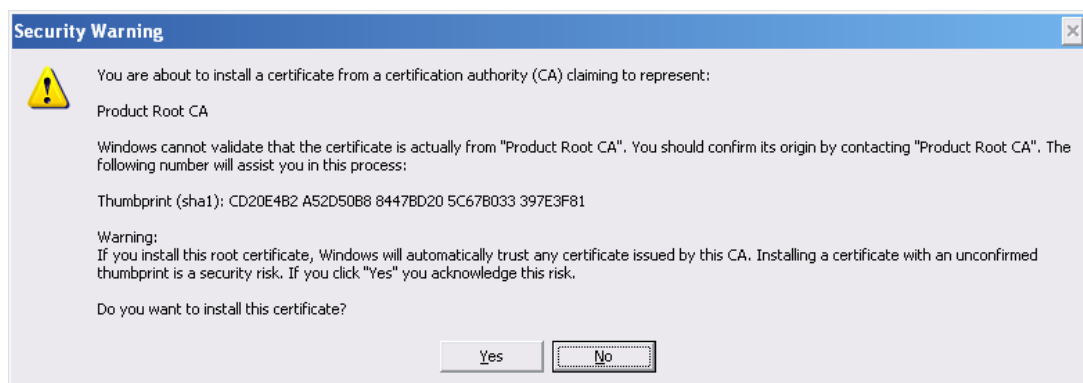 Security Warning
You are about to install a certificate from a certification authority (CA) claiming to represent:
Product Root CA
Windows cannot validate that the certificate is actually from "Product Root CA". You should confirm its origin by contacting "Product Root CA". The
following number will assist you in this process:
Thumbprint (sha1): CD20E4B2 A52D50B8 8447BD20 5C67B033 397E3F81
Warning:
If you install this root certificate, Windows will automatically trust any certificate issued by this CA. Installing a certificate with an unconfirmed
thumbprint is a security risk. If you click "Yes" you acknowledge this risk.
Do you want to install this certificate?
Yes
No